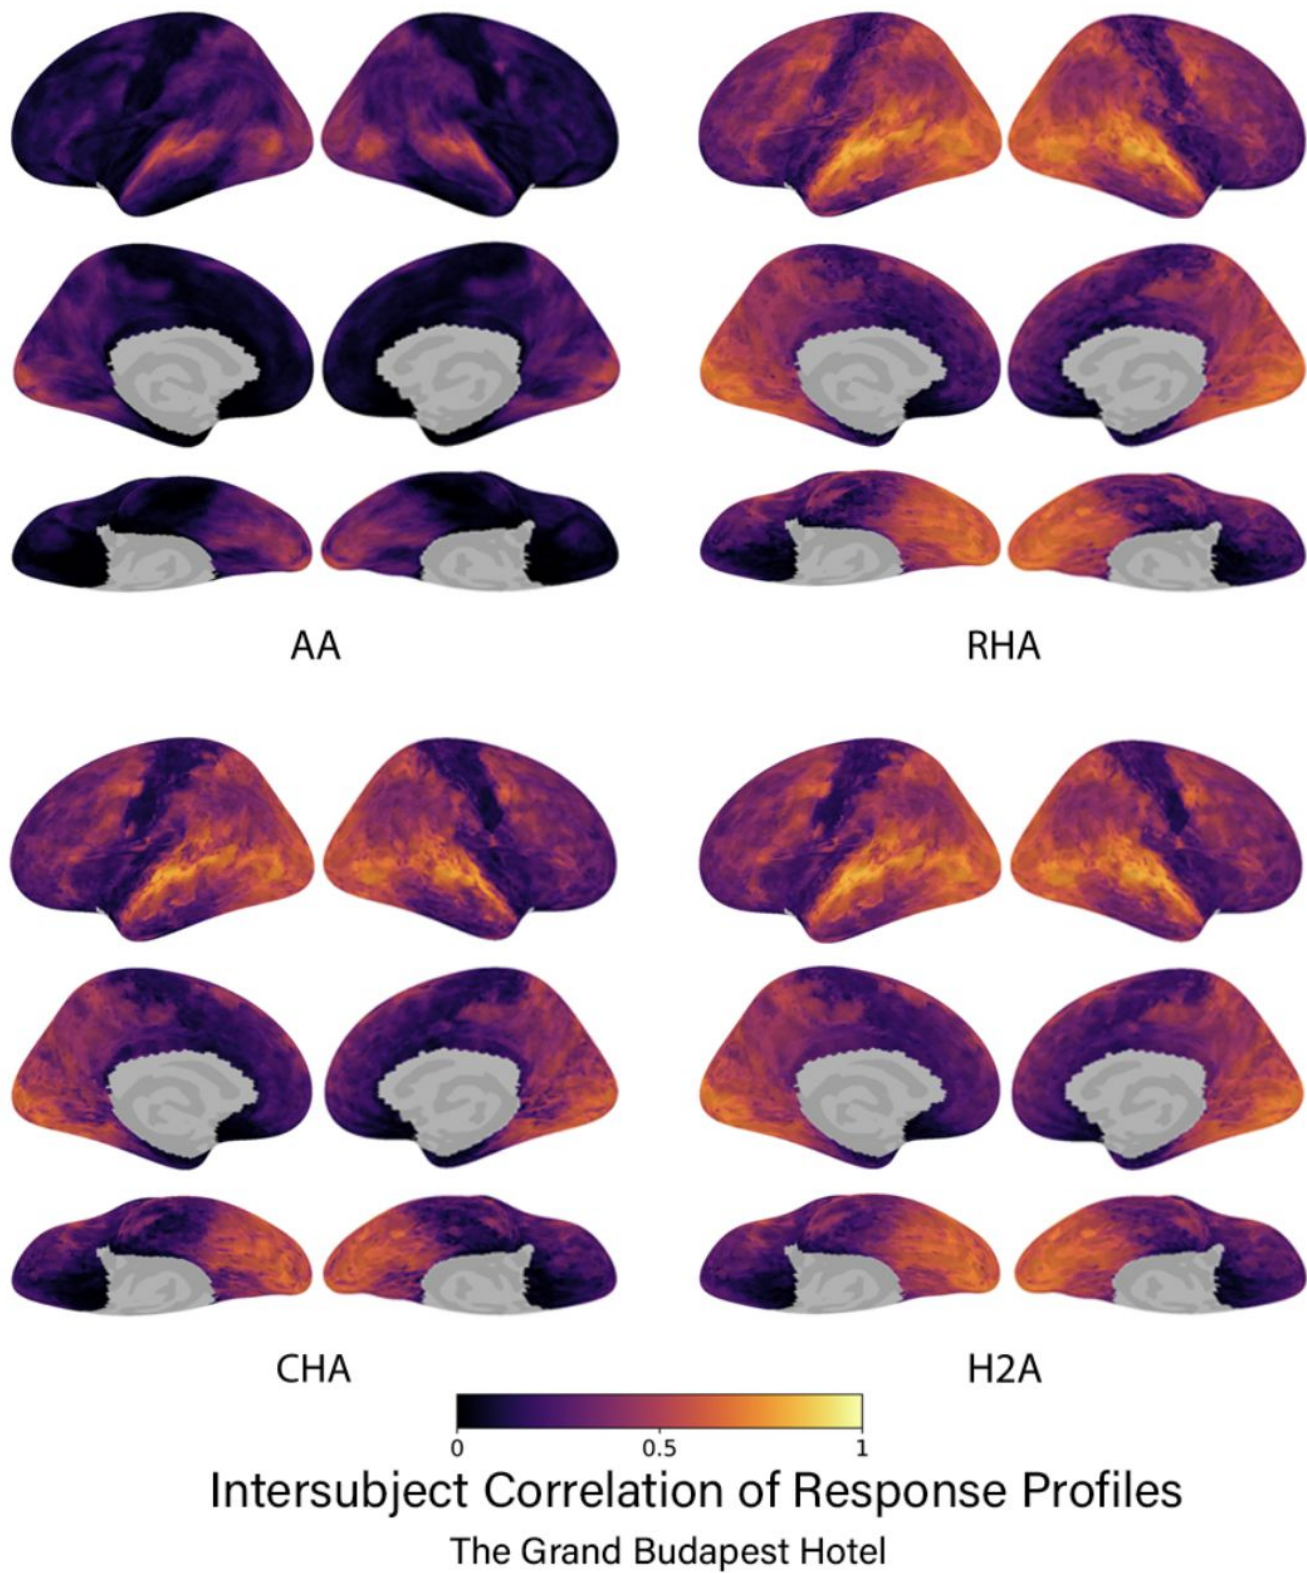 AA
RHA
CHA
H2A
0
0.5
1
Intersubject Correlation of Response Profiles
The Grand Budapest Hotel